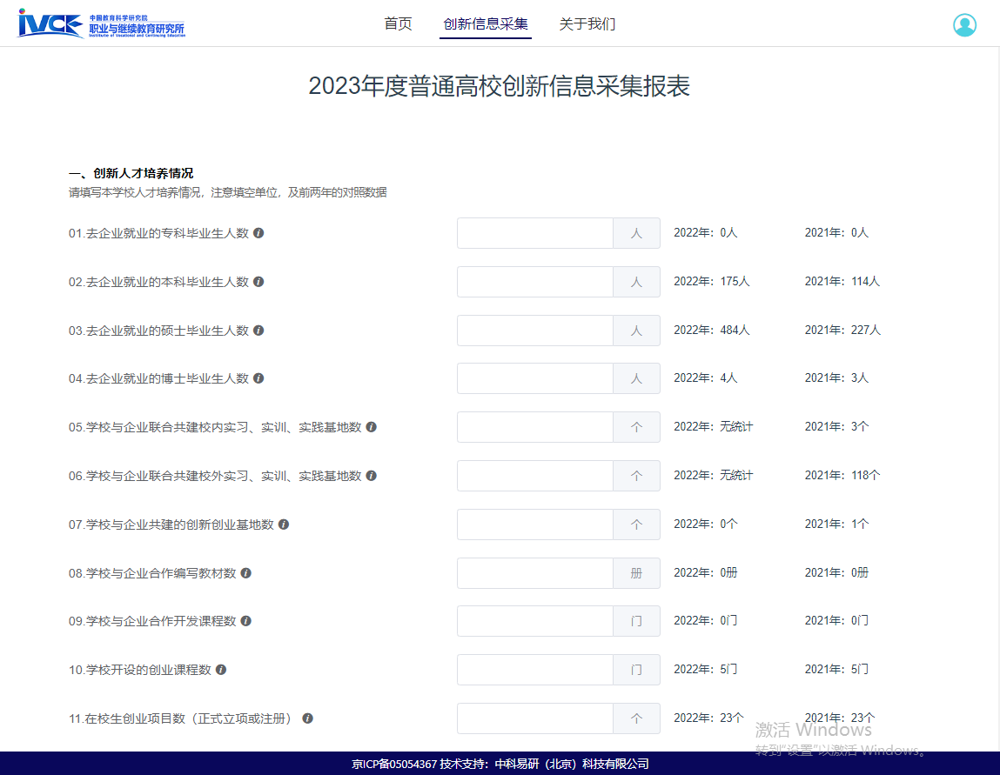 iVCE 中国教育科学研究院
职业与继续教育研究所
Institute of Vocational and Continuing Education
首页 创新信息采集 关于我们
2023年度普通高校创新信息采集报表
一、创新人才培养情况
请填写本学校人才培养情况，注意填空单位，及前两年的对照数据
01.去企业就业的专科毕业生人数 人 2022年：0人 2021年：0人
02.去企业就业的本科毕业生人数 人 2022年：175人 2021年：114人
03.去企业就业的硕士毕业生人数 人 2022年：484人 2021年：227人
04.去企业就业的博士毕业生人数 人 2022年：4人 2021年：3人
05.学校与企业联合共建校内实习、实训、实践基地数 个 2022年：无统计 2021年：3个
06.学校与企业联合共建校外实习、实训、实践基地数 个 2022年：无统计 2021年：118个
07.学校与企业共建的创新创业基地数 个 2022年：0个 2021年：1个
08.学校与企业合作编写教材数 册 2022年：0册 2021年：0册
09.学校与企业合作开发课程数 门 2022年：0门 2021年：0门
10.学校开设的创业课程数 门 2022年：5门 2021年：5门
11.在校生创业项目数（正式立项或注册） 个 2022年：23个 2021年：23个
激活 Windows
转到“设置”以激活 Windows。
京ICP备05054367 技术支持：中科易研（北京）科技有限公司